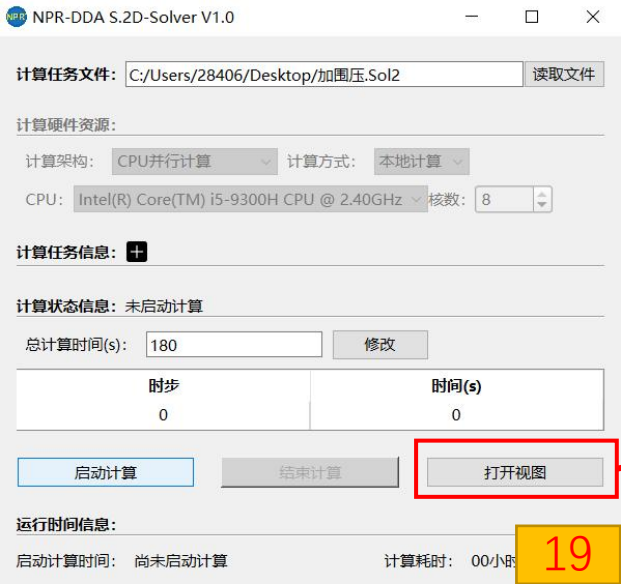 NPR NPR-DDA S.2D-Solver V1.0
计算任务文件: C:/Users/28406/Desktop/加围压.Sol2 读取文件
计算硬件资源:
计算架构: CPU并行计算 计算方式: 本地计算
CPU: Intel(R) Core(TM) i5-9300H CPU @ 2.40GHz 核数: 8
计算任务信息:
计算状态信息: 未启动计算
总计算时间(s): 180 修改
时步 时间(s)
0 0
启动计算 结束计算 打开视图
运行时间信息:
启动计算时间: 尚未启动计算 计算耗时: 00小时
19